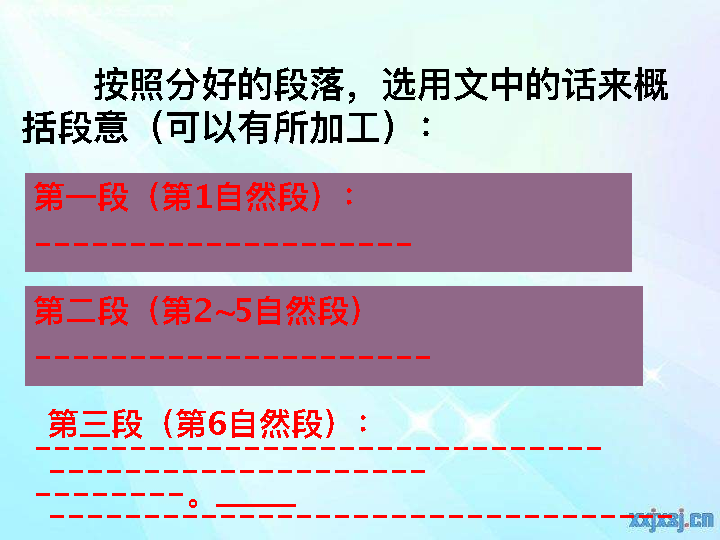 按照分好的段落，选用文中的话来概
括段意（可以有所加工）：
第一段（第1自然段）：
--------------------
第二段（第2~5自然段）
---------------------
第三段（第6自然段）：
------------------------------
--------------------
--------。_____
---------------------------------
xxjxsj.cn